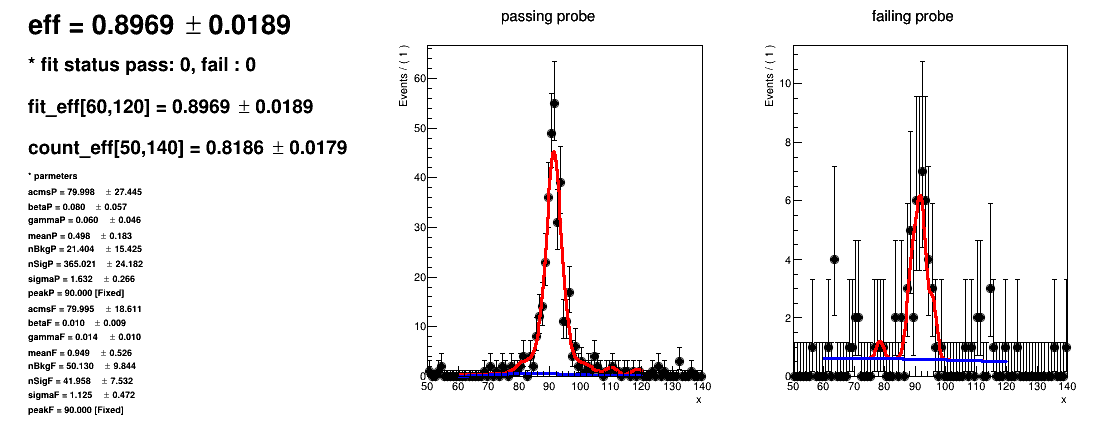 eff = 0.8969 ± 0.0189
* fit status pass: 0, fail : 0
fit_eff[60,120] = 0.8969 ± 0.0189
count_eff[50,140] = 0.8186 ± 0.0179
* parmeters
acmsP = 79.998 ± 27.445
betaP = 0.080 ± 0.057
gammaP = 0.060 ± 0.046
meanP = 0.498 ± 0.183
nBkgP = 21.404 ± 15.425
nSigP = 365.021 ± 24.182
sigmaP = 1.632 ± 0.266
peakP = 90.000 [Fixed]
acmsF = 79.995 ± 18.611
betaF = 0.010 ± 0.009
gammaF = 0.014 ± 0.010
meanF = 0.949 ± 0.526
nBkgF = 50.130 ± 9.844
nSigF = 41.958 ± 7.532
sigmaF = 1.125 ± 0.472
peakF = 90.000 [Fixed]
passing probe
Events / ( 1 )
60
50
40
30
20
10
0
50 60 70 80 90 100 110 120 130 140
x
failing probe
Events / ( 1 )
10
8
6
4
2
0
50 60 70 80 90 100 110 120 130 140
x